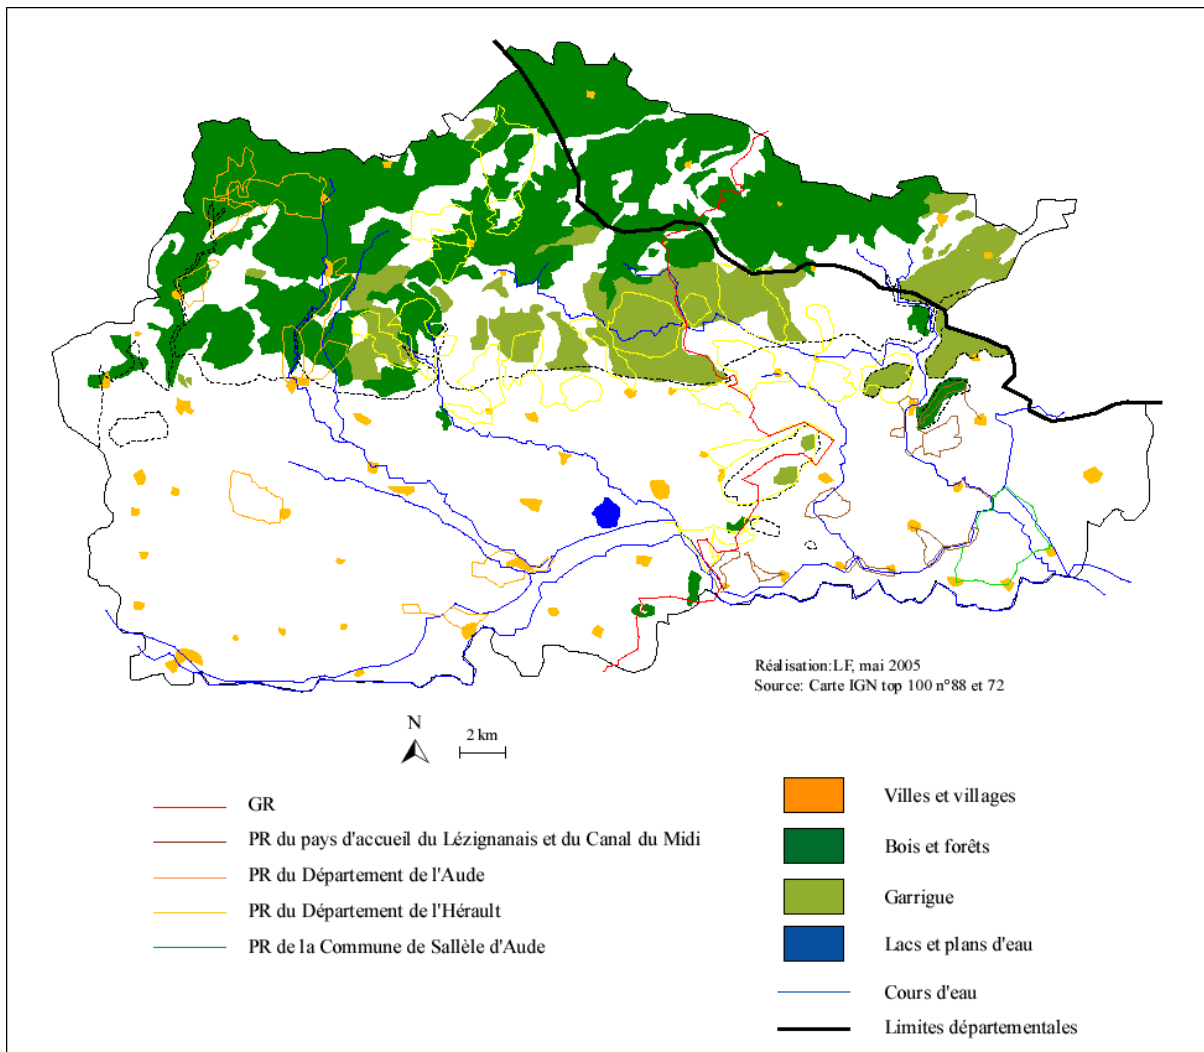 Réalisation:LF, mai 2005
Source: Carte IGN top 100 n°88 et 72
N
2 km
GR
PR du pays d'accueil du Lézignanais et du Canal du Midi
PR du Département de l'Aude
PR du Département de l'Hérault
PR de la Commune de Sallèle d'Aude
Villes et villages
Bois et forêts
Garrigue
Lacs et plans d'eau
Cours d'eau
Limites départementales